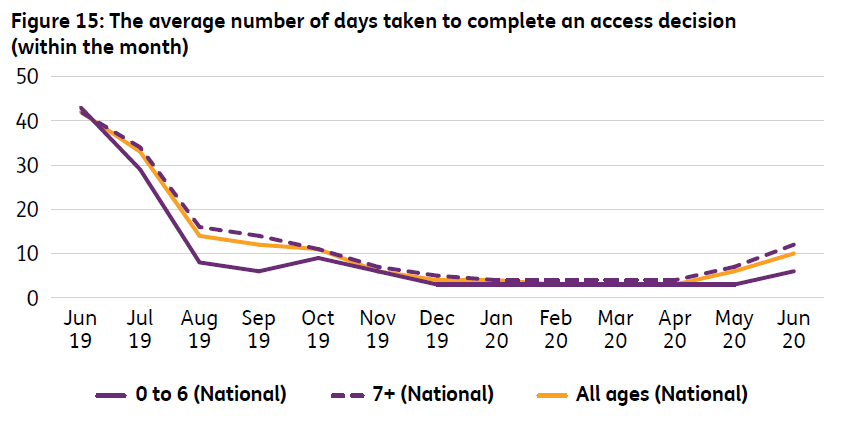 Figure 15: The average number of days taken to complete an access decision
(within the month)
50
40
30
20
10
0
Jun Jul Aug Sep Oct Nov Dec Jan Feb Mar Apr May Jun
19 19 19 19 19 19 19 20 20 20 20 20 20
0 to 6 (National) 7+ (National) All ages (National)